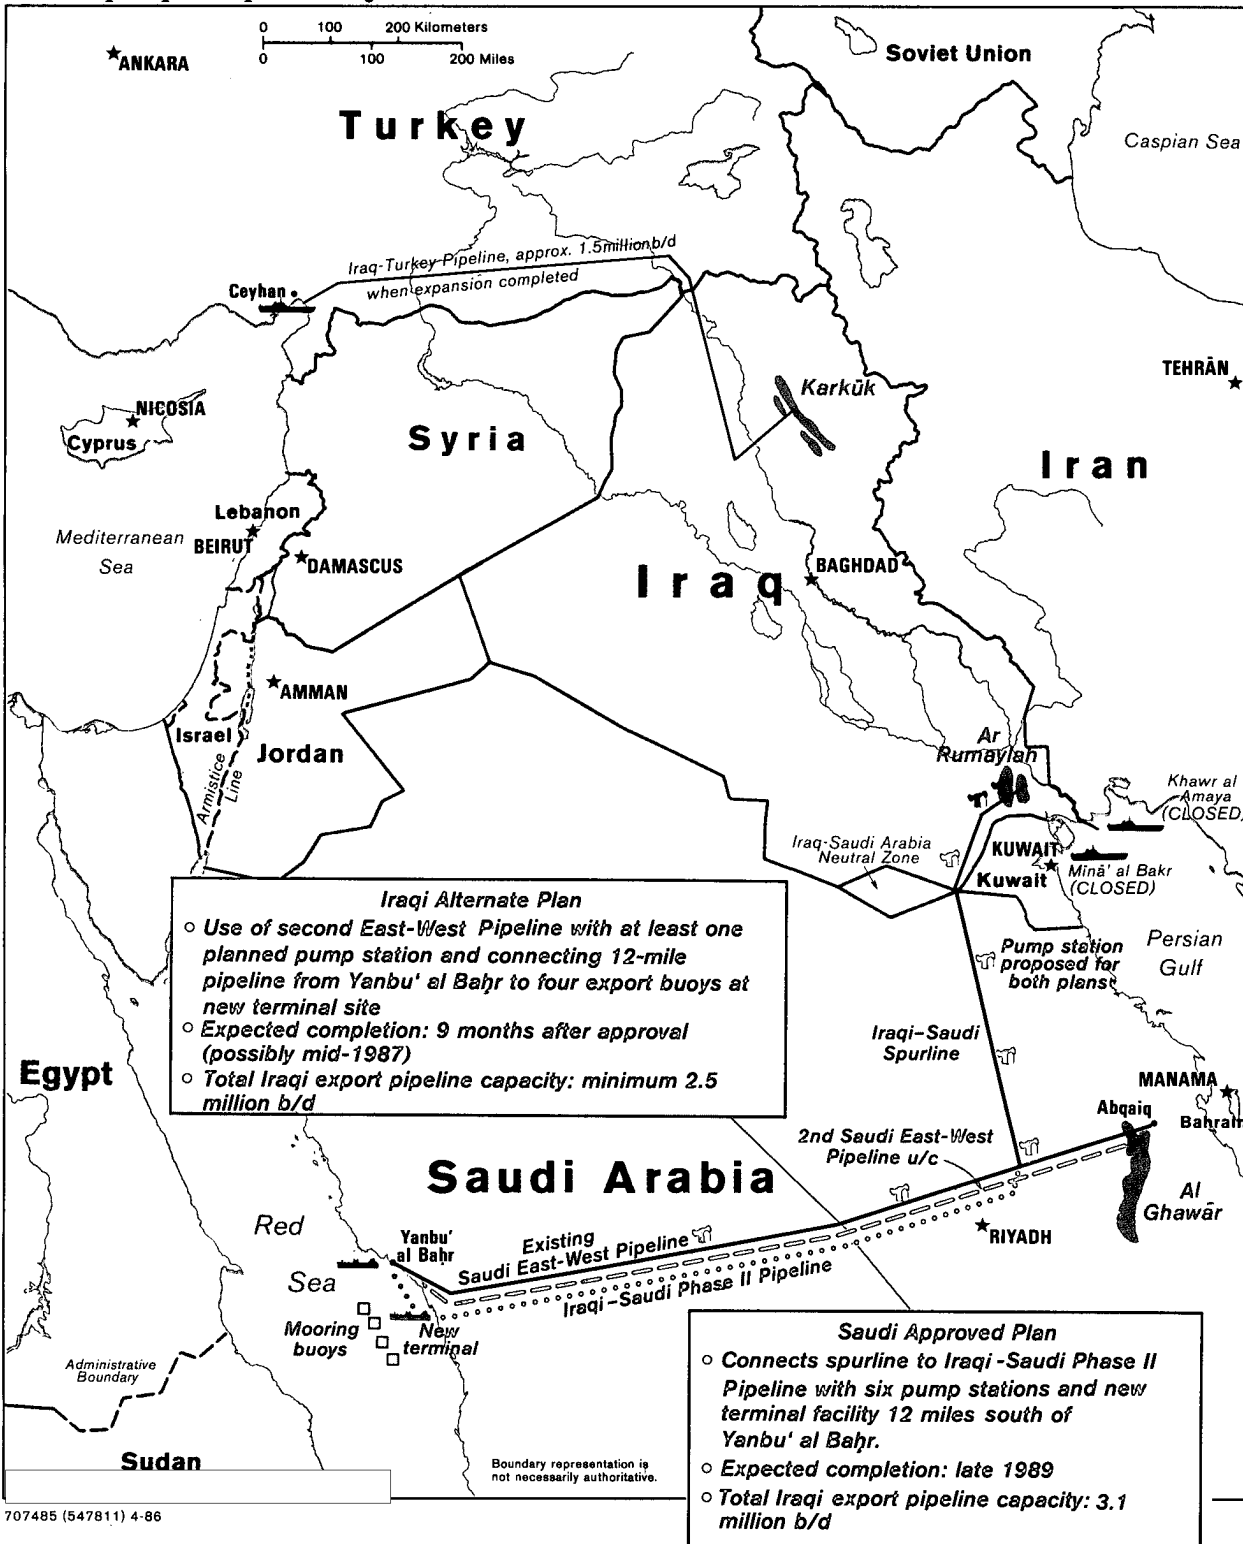 0 100 200 Kilometers
0 100 200 Miles
ANKARA
Soviet Union
Turkey
Caspian Sea
Iraq-Turkey Pipeline, approx. 1.5 million b/d
when expansion completed
Ceyhan
TEHRĀN
Karkūk
NICOSIA
Cyprus
Syria
Iran
Lebanon
BEIRUT
Mediterranean
Sea
DAMASCUS
BAGHDAD
Iraq
AMMAN
Israel
Jordan
Armistice
Line
Ar
Rumaylah
Khawr al
Amaya
(CLOSED)
Iraq-Saudi Arabia
Neutral Zone
KUWAIT
Kuwait
Mīnā' al Bakr
(CLOSED)
Iraqi Alternate Plan
○ Use of second East-West Pipeline with at least one
planned pump station and connecting 12-mile
pipeline from Yanbu' al Baḥr to four export buoys at
new terminal site
○ Expected completion: 9 months after approval
(possibly mid-1987)
○ Total Iraqi export pipeline capacity: minimum 2.5
million b/d
Pump station
proposed for
both plans
Persian
Gulf
Iraqi-Saudi
Spurline
Egypt
MANAMA
Bahrain
Abqaiq
2nd Saudi East-West
Pipeline u/c
Saudi Arabia
Al
Ghawār
Red
Sea
Yanbu'
al Baḥr
Existing
Saudi East-West Pipeline
RIYADH
Iraqi-Saudi Phase II Pipeline
Mooring
buoys
New
terminal
Administrative
Boundary
Saudi Approved Plan
○ Connects spurline to Iraqi-Saudi Phase II
Pipeline with six pump stations and new
terminal facility 12 miles south of
Yanbu' al Baḥr.
○ Expected completion: late 1989
○ Total Iraqi export pipeline capacity: 3.1
million b/d
Sudan
Boundary representation is
not necessarily authoritative.
707485 (547811) 4-86